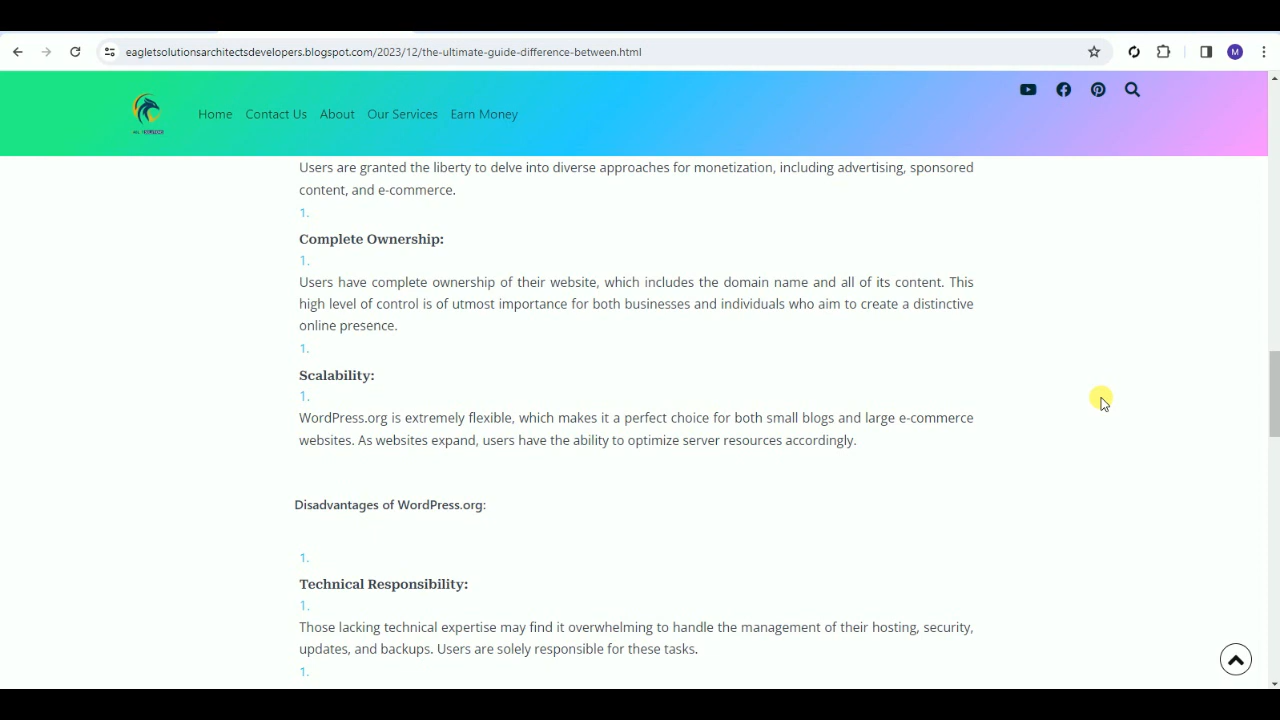 eagletsolutionsarchitectsdevelopers.blogspot.com/2023/12/the-ultimate-guide-difference-between.html
M
Home Contact Us About Our Services Earn Money
Users are granted the liberty to delve into diverse approaches for monetization, including advertising, sponsored
content, and e-commerce.
1.
Complete Ownership:
1.
Users have complete ownership of their website, which includes the domain name and all of its content. This
high level of control is of utmost importance for both businesses and individuals who aim to create a distinctive
online presence.
1.
Scalability:
1.
WordPress.org is extremely flexible, which makes it a perfect choice for both small blogs and large e-commerce
websites. As websites expand, users have the ability to optimize server resources accordingly.
Disadvantages of WordPress.org:
1.
Technical Responsibility:
1.
Those lacking technical expertise may find it overwhelming to handle the management of their hosting, security,
updates, and backups. Users are solely responsible for these tasks.
1.